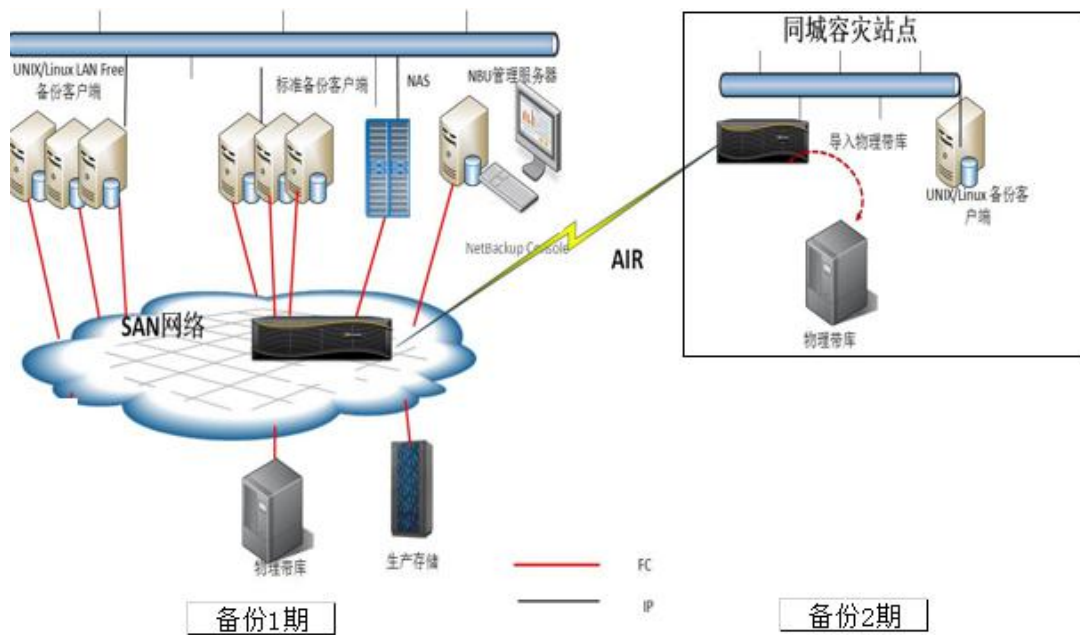 UNIX/Linux LAN Free
备份客户端
标准备份客户端
NAS
NBU管理服务器
NetBackup Console
SAN网络
AIR
物理带库
生产存储
FC
IP
备份1期
同城容灾站点
导入物理带库
UNIX/Linux 备份客
户端
物理带库
备份2期